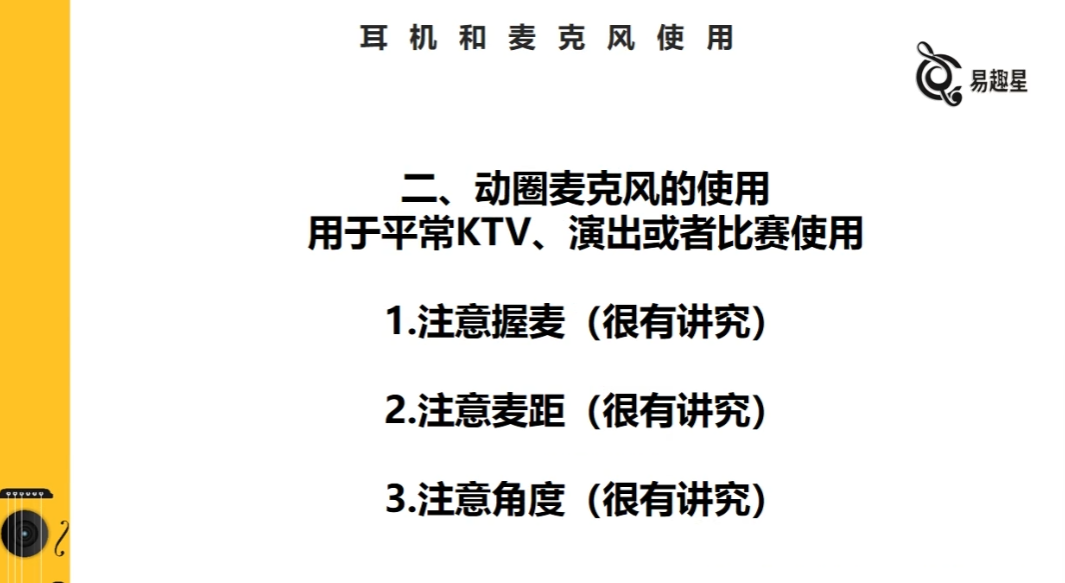 耳机和麦克风使用
易趣星
二、动圈麦克风的使用
用于平常KTV、演出或者比赛使用
1.注意握麦（很有讲究）
2.注意麦距（很有讲究）
3.注意角度（很有讲究）